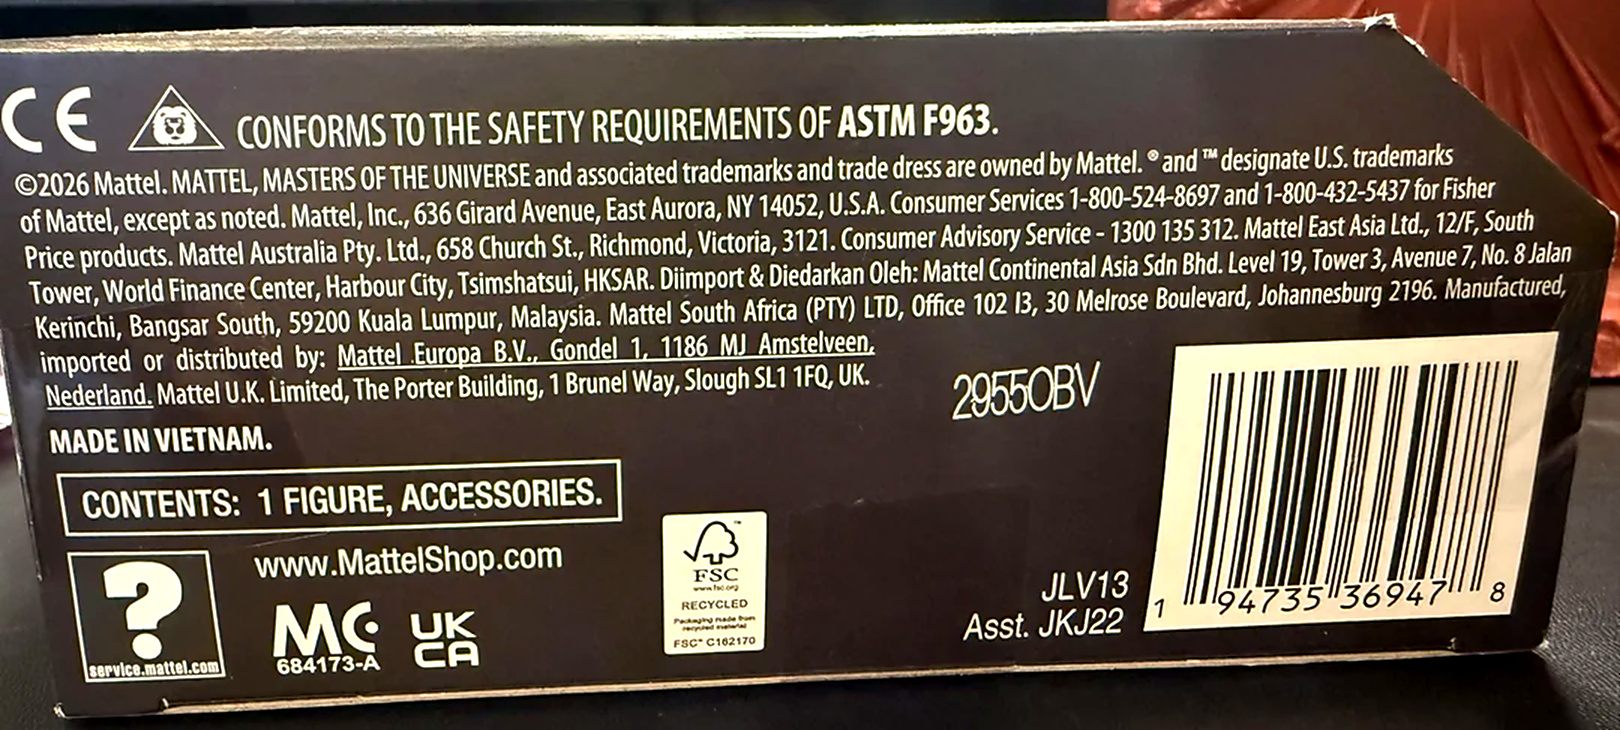 CE CONFORMS TO THE SAFETY REQUIREMENTS OF ASTM F963.
©2026 Mattel. MATTEL, MASTERS OF THE UNIVERSE and associated trademarks and trade dress are owned by Mattel. ® and ™ designate U.S. trademarks
of Mattel, except as noted. Mattel, Inc., 636 Girard Avenue, East Aurora, NY 14052, U.S.A. Consumer Services 1-800-524-8697 and 1-800-432-5437 for Fisher
Price products. Mattel Australia Pty. Ltd., 658 Church St., Richmond, Victoria, 3121. Consumer Advisory Service - 1300 135 312. Mattel East Asia Ltd., 12/F, South
Tower, World Finance Center, Harbour City, Tsimshatsui, HKSAR. Diimport & Diedarkan Oleh: Mattel Continental Asia Sdn Bhd. Level 19, Tower 3, Avenue 7, No. 8 Jalan
Kerinchi, Bangsar South, 59200 Kuala Lumpur, Malaysia. Mattel South Africa (PTY) LTD, Office 102 I3, 30 Melrose Boulevard, Johannesburg 2196. Manufactured,
imported or distributed by: Mattel Europa B.V., Gondel 1, 1186 MJ Amstelveen,
Nederland. Mattel U.K. Limited, The Porter Building, 1 Brunel Way, Slough SL1 1FQ, UK.
29550BV
MADE IN VIETNAM.
CONTENTS: 1 FIGURE, ACCESSORIES.
?
service.mattel.com
www.MattelShop.com
MC
684173-A
UK
CA
FSC
www.fsc.org
RECYCLED
Packaging made from
recycled material
FSC® C162170
JLV13
Asst. JKJ22
1 94735 36947 8